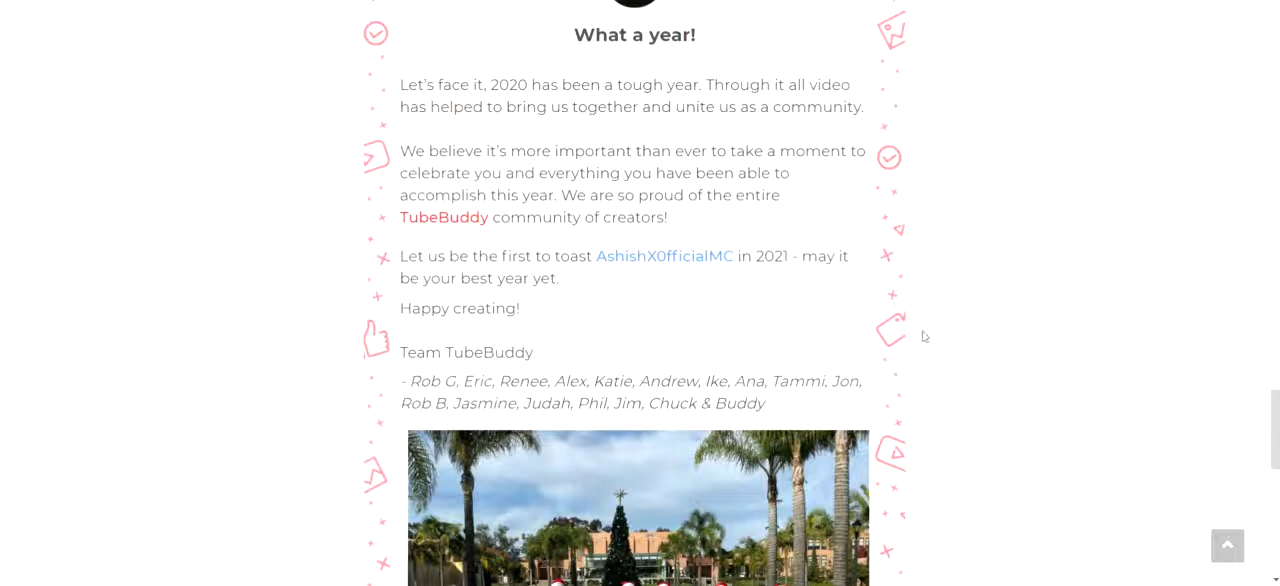 What a year!
Let's face it, 2020 has been a tough year. Through it all video
has helped to bring us together and unite us as a community.
We believe it's more important than ever to take a moment to
celebrate you and everything you have been able to
accomplish this year. We are so proud of the entire
TubeBuddy community of creators!
Let us be the first to toast AshishX0fficialMC in 2021 - may it
be your best year yet.
Happy creating!
Team TubeBuddy
- Rob G, Eric, Renee, Alex, Katie, Andrew, Ike, Ana, Tammi, Jon,
Rob B, Jasmine, Judah, Phil, Jim, Chuck & Buddy